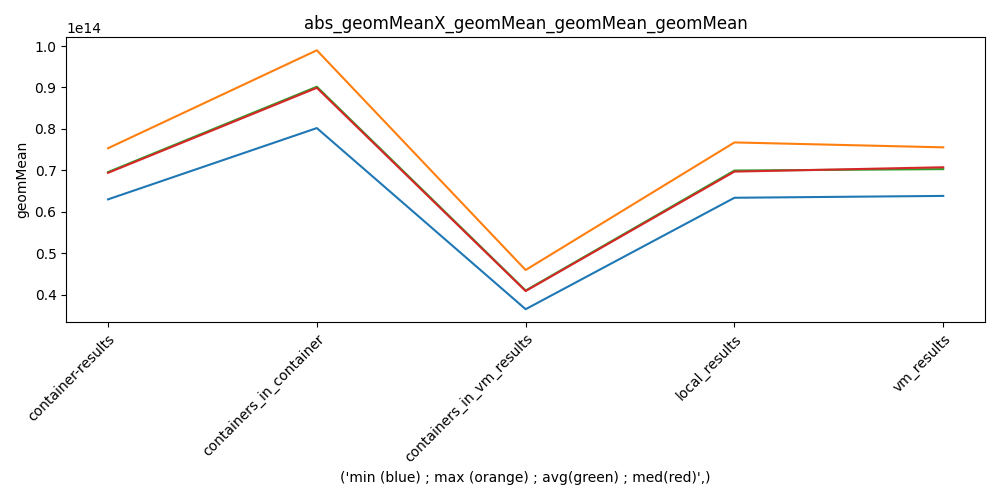 abs_geomMeanX_geomMean_geomMean_geomMean
1e14
1.0
0.9
0.8
0.7
0.6
0.5
0.4
geomMean
container-results
containers_in_container
containers_in_vm_results
local_results
vm_results
('min (blue) ; max (orange) ; avg(green) ; med(red)',)